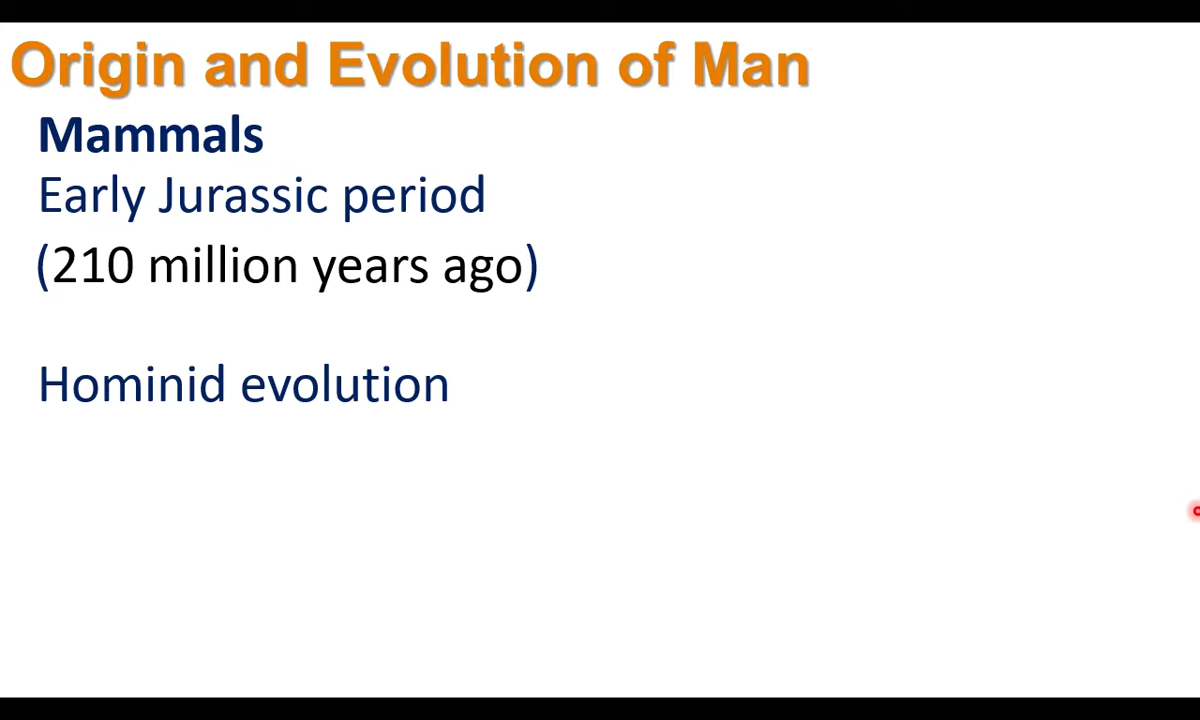 Origin and Evolution of Man
Mammals
Early Jurassic period
(210 million years ago)
Hominid evolution